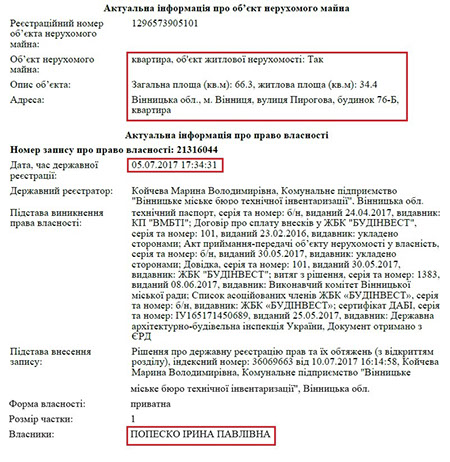 Актуальна інформація про об’єкт нерухомого майна
Реєстраційний номер об’єкта нерухомого майна: 1296573905101
Об’єкт нерухомого майна: квартира, об'єкт житлової нерухомості: Так
Опис об’єкта: Загальна площа (кв.м): 66.3, житлова площа (кв.м): 34.4
Адреса: Вінницька обл., м. Вінниця, вулиця Пирогова, будинок 76-Б,
квартира
Актуальна інформація про право власності
Номер запису про право власності: 21316044
Дата, час державної реєстрації: 05.07.2017 17:34:31
Державний реєстратор: Койчева Марина Володимирівна, Комунальне підприємство
"Вінницьке міське бюро технічної інвентаризації", Вінницька обл.
Підстава виникнення права власності: технічний паспорт, серія та номер: б/н, виданий 24.04.2017, видавник:
КП "ВМБТІ"; Договір про сплату внесків у ЖБК "БУДІНВЕСТ",
серія та номер: 101, виданий 23.02.2016, видавник: укладено
сторонами; Акт приймання-передачі об’єкту нерухомості у власність,
серія та номер: б/н, виданий 30.05.2017, видавник: укладено
сторонами; Довідка, серія та номер: 101, виданий 30.05.2017,
видавник: ЖБК "БУДІНВЕСТ"; витяг з рішення, серія та номер: 1383,
виданий 08.06.2017, видавник: Виконавчий комітет Вінницької
міської ради; Список асоційованих членів ЖБК «БУДІНВЕСТ», серія
та номер: б/н, видавник: ЖБК «БУДІНВЕСТ»; сертифікат ДАБІ, серія
та номер: ІУ165171450689, виданий 25.05.2017, видавник: Державна
архітектурно-будівельна інспекція України, Документ отримано з
ЄРД
Підстава внесення запису: Рішення про державну реєстрацію прав та їх обтяжень (з відкриттям
розділу), індексний номер: 36069663 від 10.07.2017 16:14:58, Койчева
Марина Володимирівна, Комунальне підприємство "Вінницьке
міське бюро технічної інвентаризації", Вінницька обл.
Форма власності: приватна
Розмір частки: 1
Власники: ПОПЕСКО ІРИНА ПАВЛІВНА